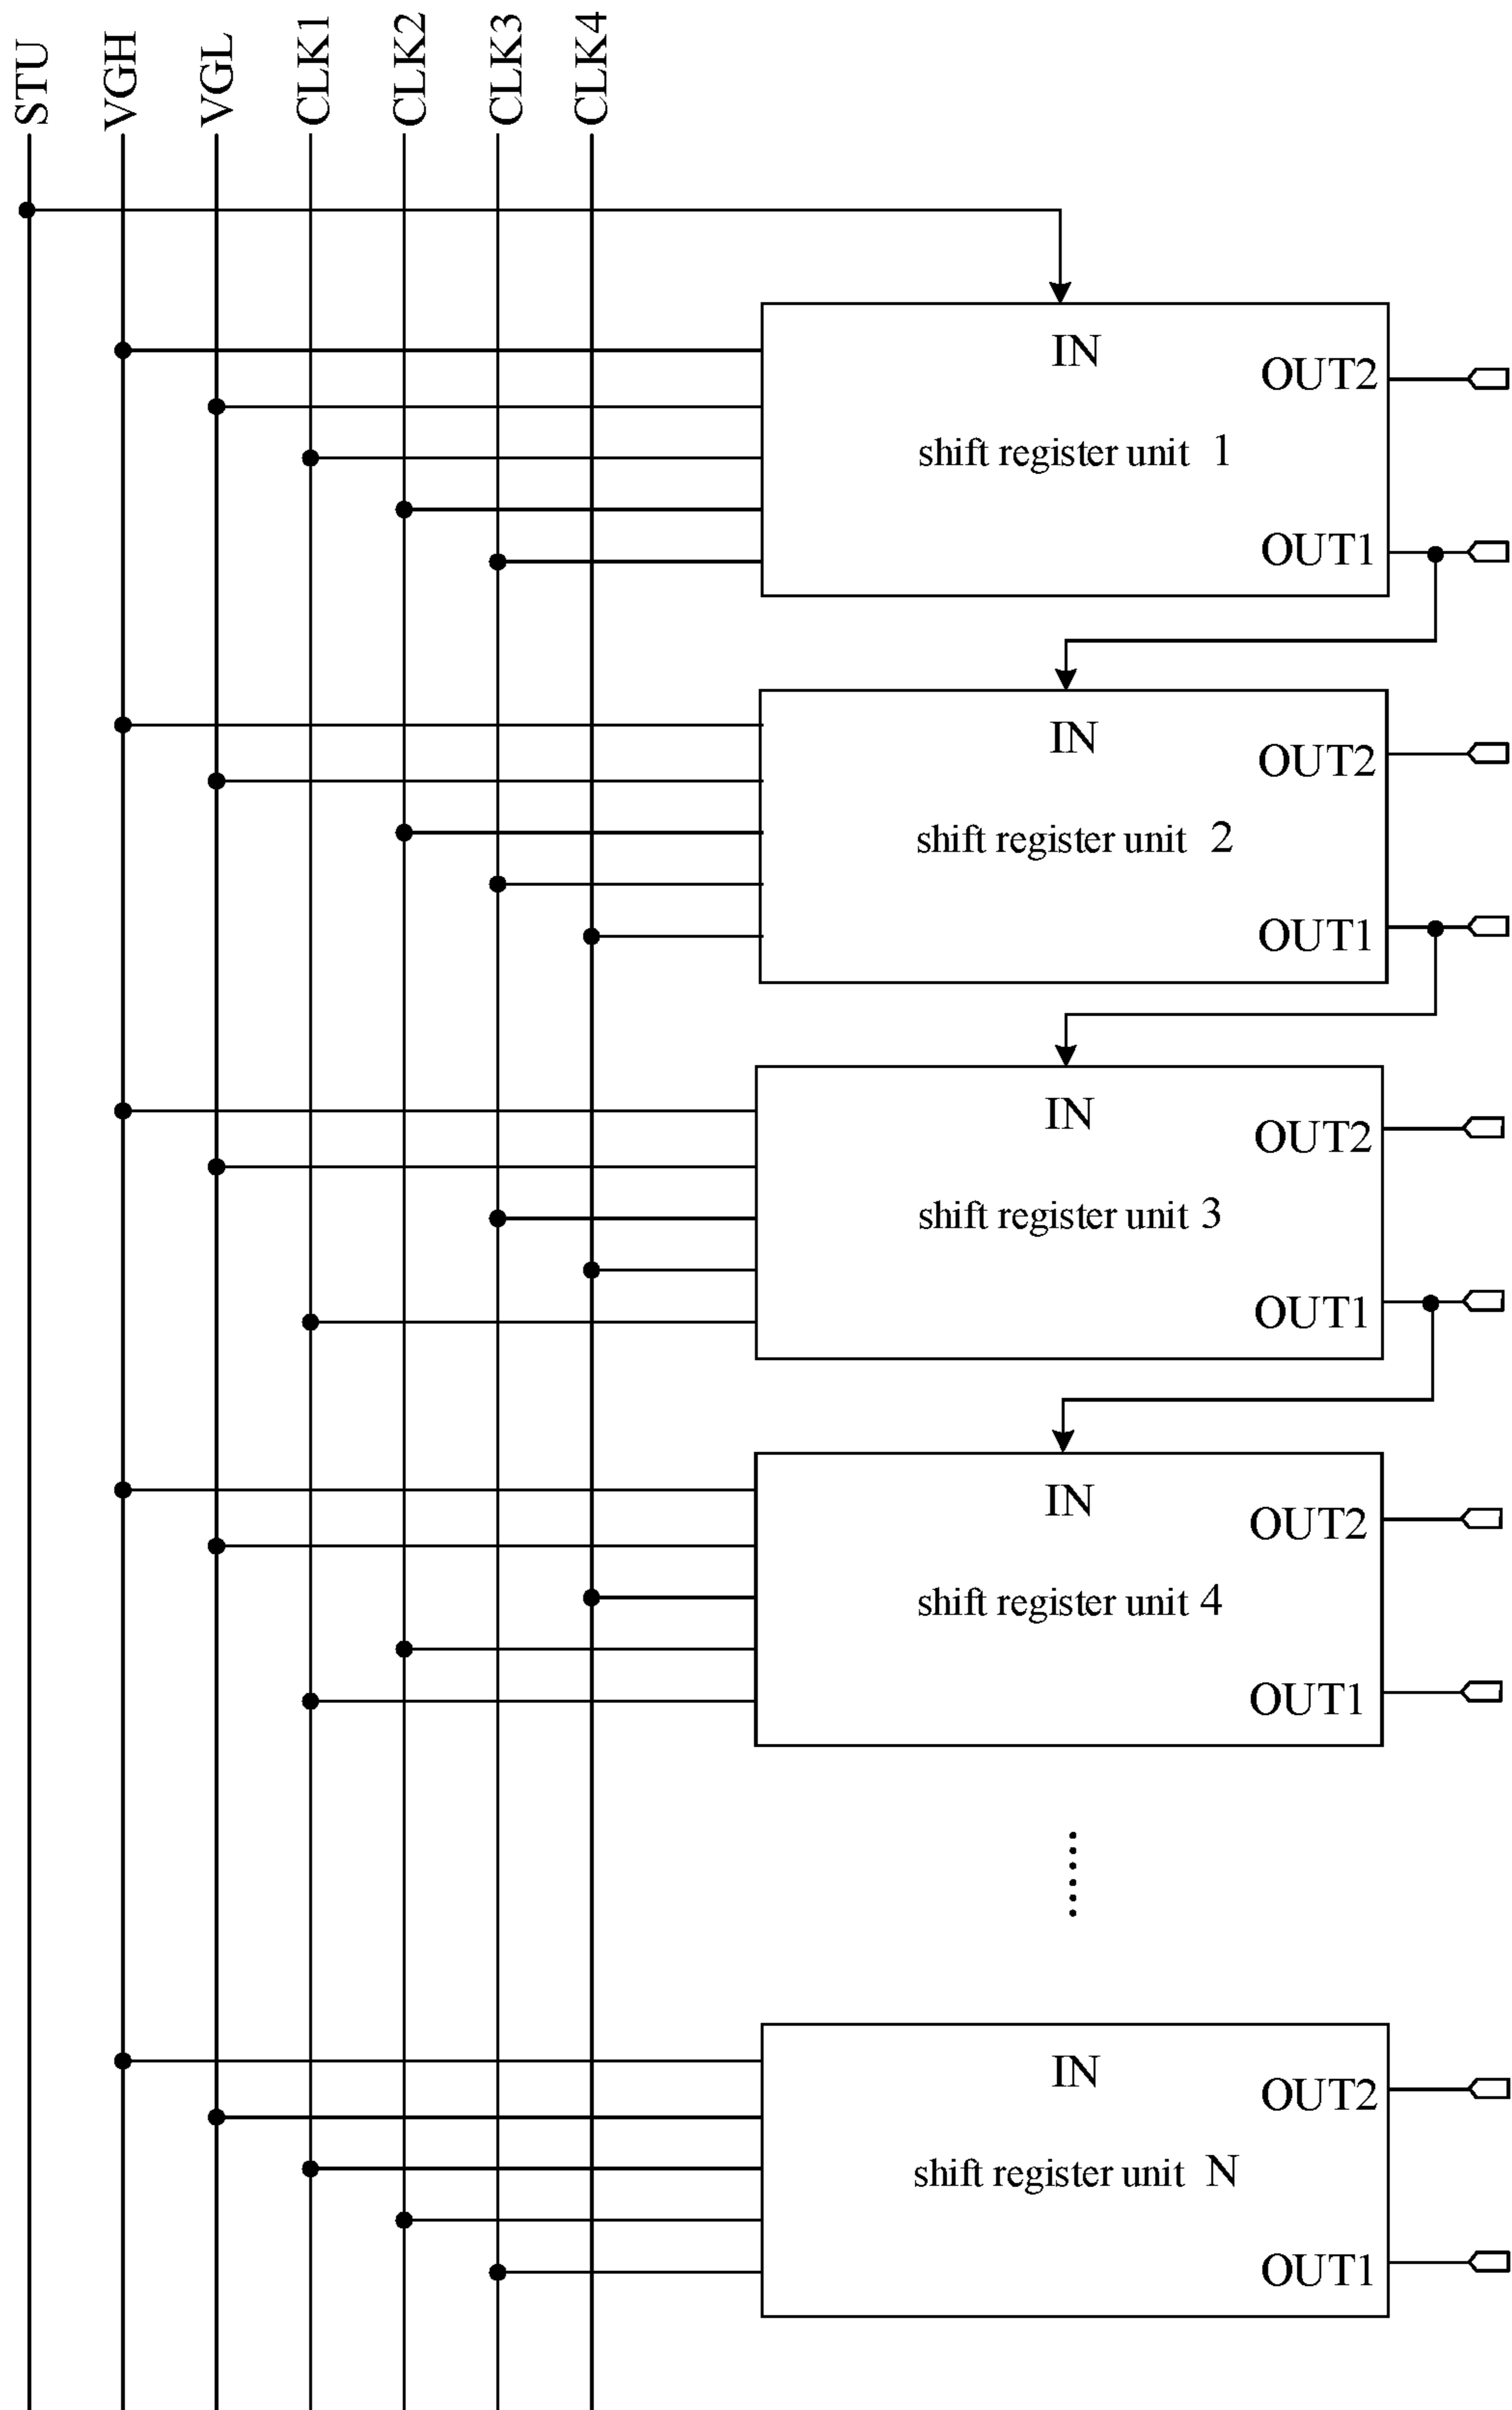 STU
VGH
VGL
CLK1
CLK2
CLK3
CLK4
IN
OUT2
shift register unit 1
OUT1
IN
OUT2
shift register unit 2
OUT1
IN
OUT2
shift register unit 3
OUT1
IN
OUT2
shift register unit 4
OUT1
IN
OUT2
shift register unit N
OUT1